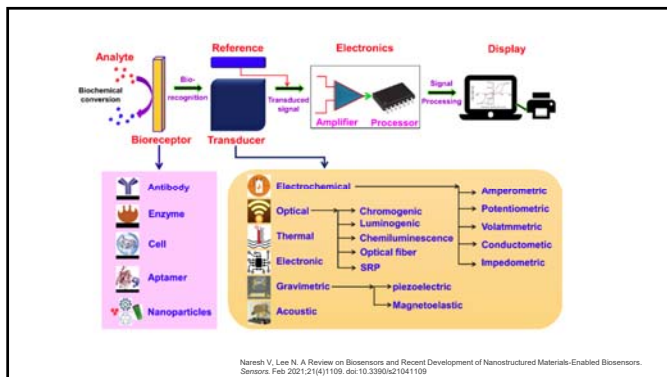 Analyte
Reference
Electronics
Display
Biochemical
conversion
Bio-
recognition
Transduced
signal
Signal
Processing
Amplifier
Processor
Bioreceptor
Transducer
Antibody
Enzyme
Cell
Aptamer
Nanoparticles
Electrochemical
Optical
Thermal
Electronic
Gravimetric
Acoustic
Chromogenic
Luminogenic
Chemiluminescence
Optical fiber
SRP
piezoelectric
Magnetoelastic
Amperometric
Potentiometric
Volatmmetric
Conductometic
Impedometric
Naresh V, Lee N. A Review on Biosensors and Recent Development of Nanostructured Materials-Enabled Biosensors.
Sensors. Feb 2021;21(4)1109. doi:10.3390/s21041109